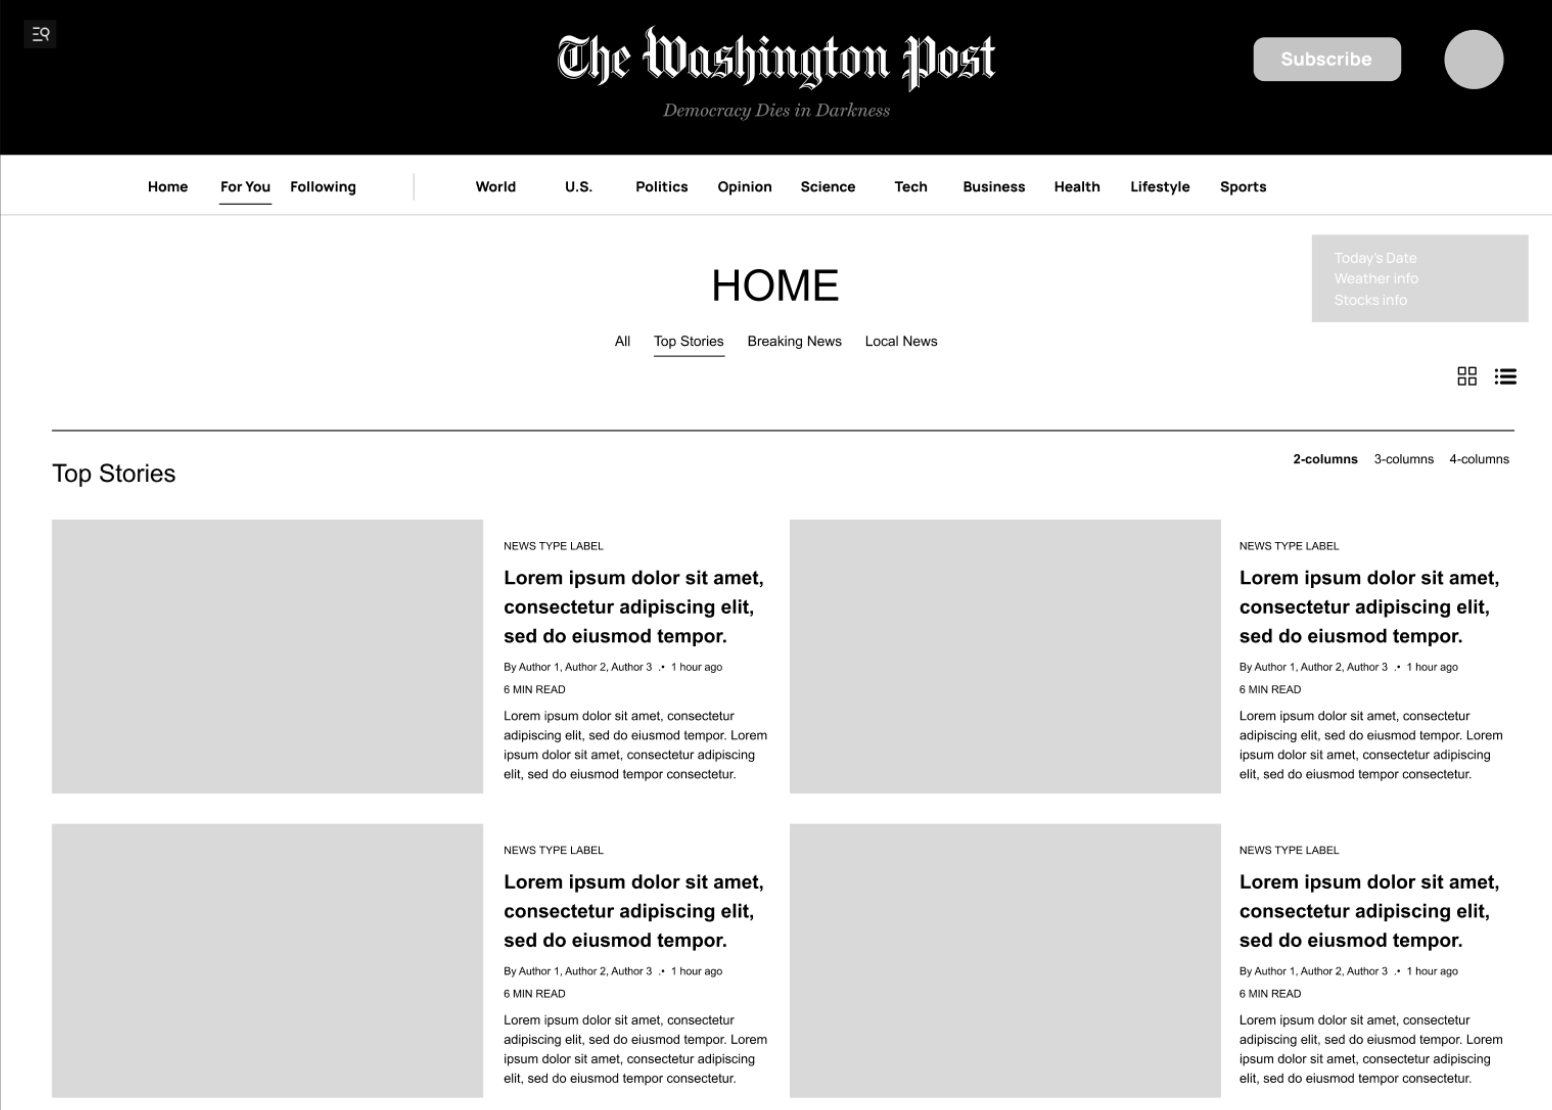 The Washington Post
Democracy Dies in Darkness
Subscribe
Home For You Following World U.S. Politics Opinion Science Tech Business Health Lifestyle Sports
Today's Date
Weather info
Stocks info
HOME
All Top Stories Breaking News Local News
2-columns 3-columns 4-columns
Top Stories
NEWS TYPE LABEL
Lorem ipsum dolor sit amet,
consectetur adipiscing elit,
sed do eiusmod tempor.
By Author 1, Author 2, Author 3 .• 1 hour ago
6 MIN READ
Lorem ipsum dolor sit amet, consectetur
adipiscing elit, sed do eiusmod tempor. Lorem
ipsum dolor sit amet, consectetur adipiscing
elit, sed do eiusmod tempor consectetur.
NEWS TYPE LABEL
Lorem ipsum dolor sit amet,
consectetur adipiscing elit,
sed do eiusmod tempor.
By Author 1, Author 2, Author 3 .• 1 hour ago
6 MIN READ
Lorem ipsum dolor sit amet, consectetur
adipiscing elit, sed do eiusmod tempor. Lorem
ipsum dolor sit amet, consectetur adipiscing
elit, sed do eiusmod tempor consectetur.
NEWS TYPE LABEL
Lorem ipsum dolor sit amet,
consectetur adipiscing elit,
sed do eiusmod tempor.
By Author 1, Author 2, Author 3 .• 1 hour ago
6 MIN READ
Lorem ipsum dolor sit amet, consectetur
adipiscing elit, sed do eiusmod tempor. Lorem
ipsum dolor sit amet, consectetur adipiscing
elit, sed do eiusmod tempor consectetur.
NEWS TYPE LABEL
Lorem ipsum dolor sit amet,
consectetur adipiscing elit,
sed do eiusmod tempor.
By Author 1, Author 2, Author 3 .• 1 hour ago
6 MIN READ
Lorem ipsum dolor sit amet, consectetur
adipiscing elit, sed do eiusmod tempor. Lorem
ipsum dolor sit amet, consectetur adipiscing
elit, sed do eiusmod tempor consectetur.